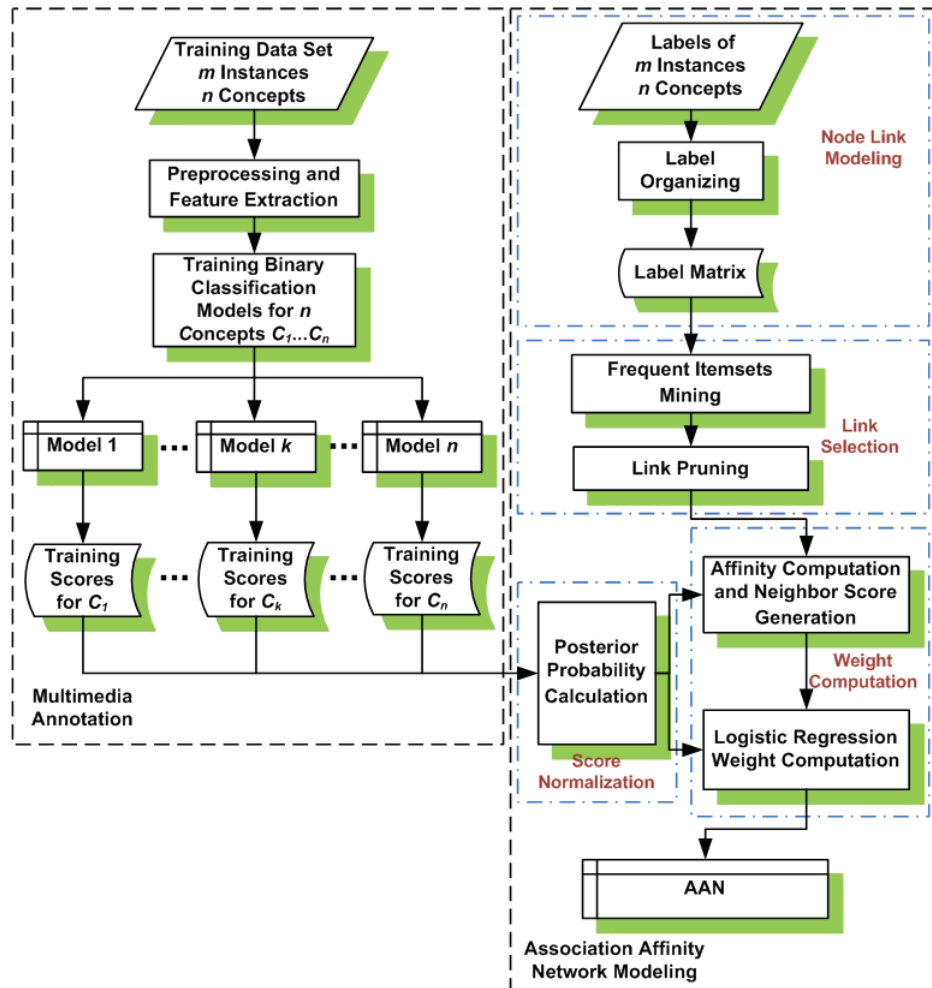 Training Data Set
m Instances
n Concepts
Preprocessing and
Feature Extraction
Training Binary
Classification
Models for n
Concepts C1...Cn
Model 1
...
Model k
...
Model n
Training
Scores
for C1
...
Training
Scores
for Ck
...
Training
Scores
for Cn
Multimedia
Annotation
Labels of
m Instances
n Concepts
Node Link
Modeling
Label
Organizing
Label Matrix
Frequent Itemsets
Mining
Link
Selection
Link Pruning
Affinity Computation
and Neighbor Score
Generation
Posterior
Probability
Calculation
Weight
Computation
Score
Normalization
Logistic Regression
Weight Computation
AAN
Association Affinity
Network Modeling